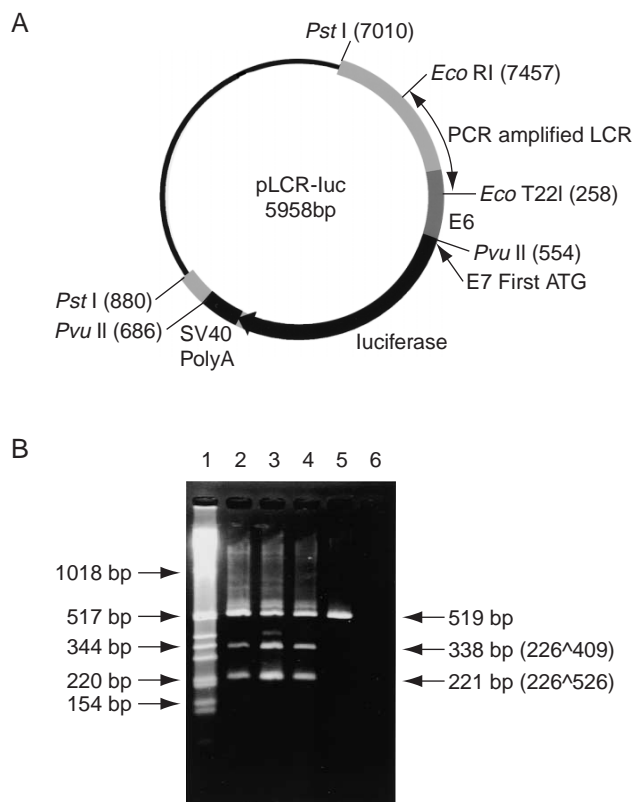 A
Pst I (7010)
Eco RI (7457)
PCR amplified LCR
pLCR-luc
5958bp
Eco T22I (258)
E6
Pvu II (554)
E7 First ATG
Pst I (880)
Pvu II (686)
SV40
PolyA
luciferase
B
1 2 3 4 5 6
1018 bp
517 bp
344 bp
220 bp
154 bp
519 bp
338 bp (226^409)
221 bp (226^526)